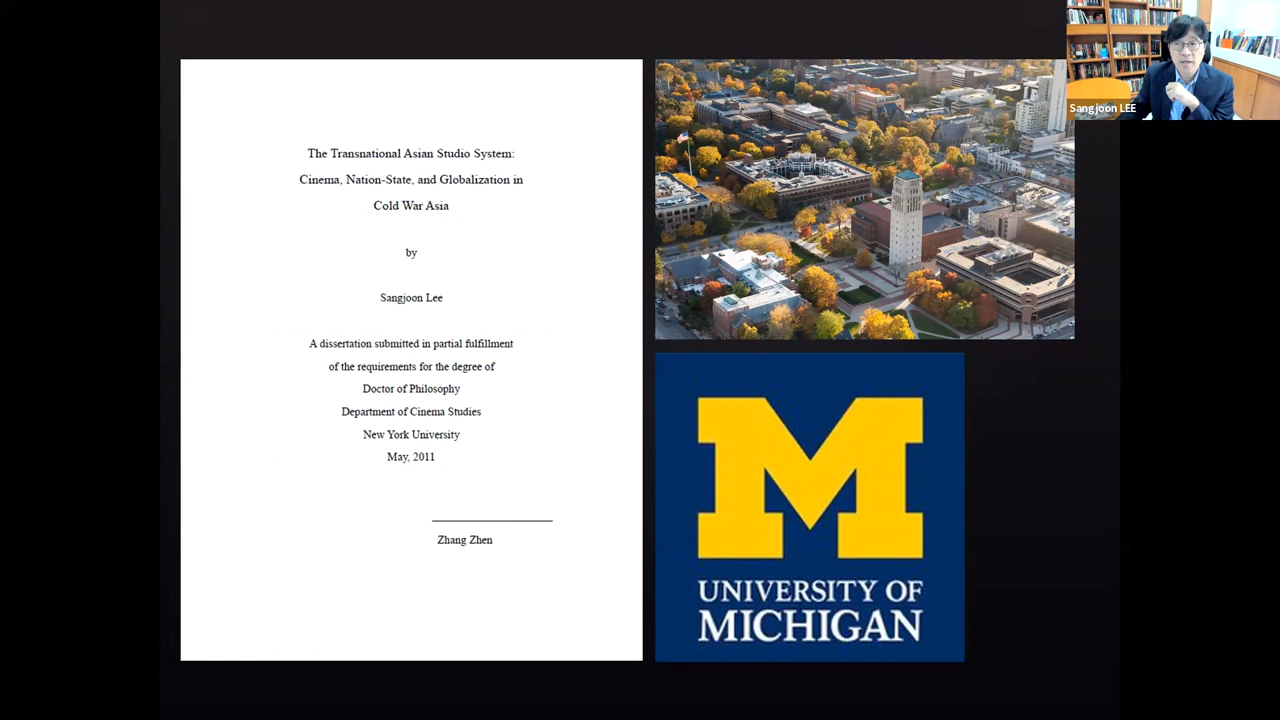 The Transnational Asian Studio System:
Cinema, Nation-State, and Globalization in
Cold War Asia
by
Sangjoon Lee
A dissertation submitted in partial fulfillment
of the requirements for the degree of
Doctor of Philosophy
Department of Cinema Studies
New York University
May, 2011
Zhang Zhen
M
UNIVERSITY OF
MICHIGAN
Sangjoon LEE